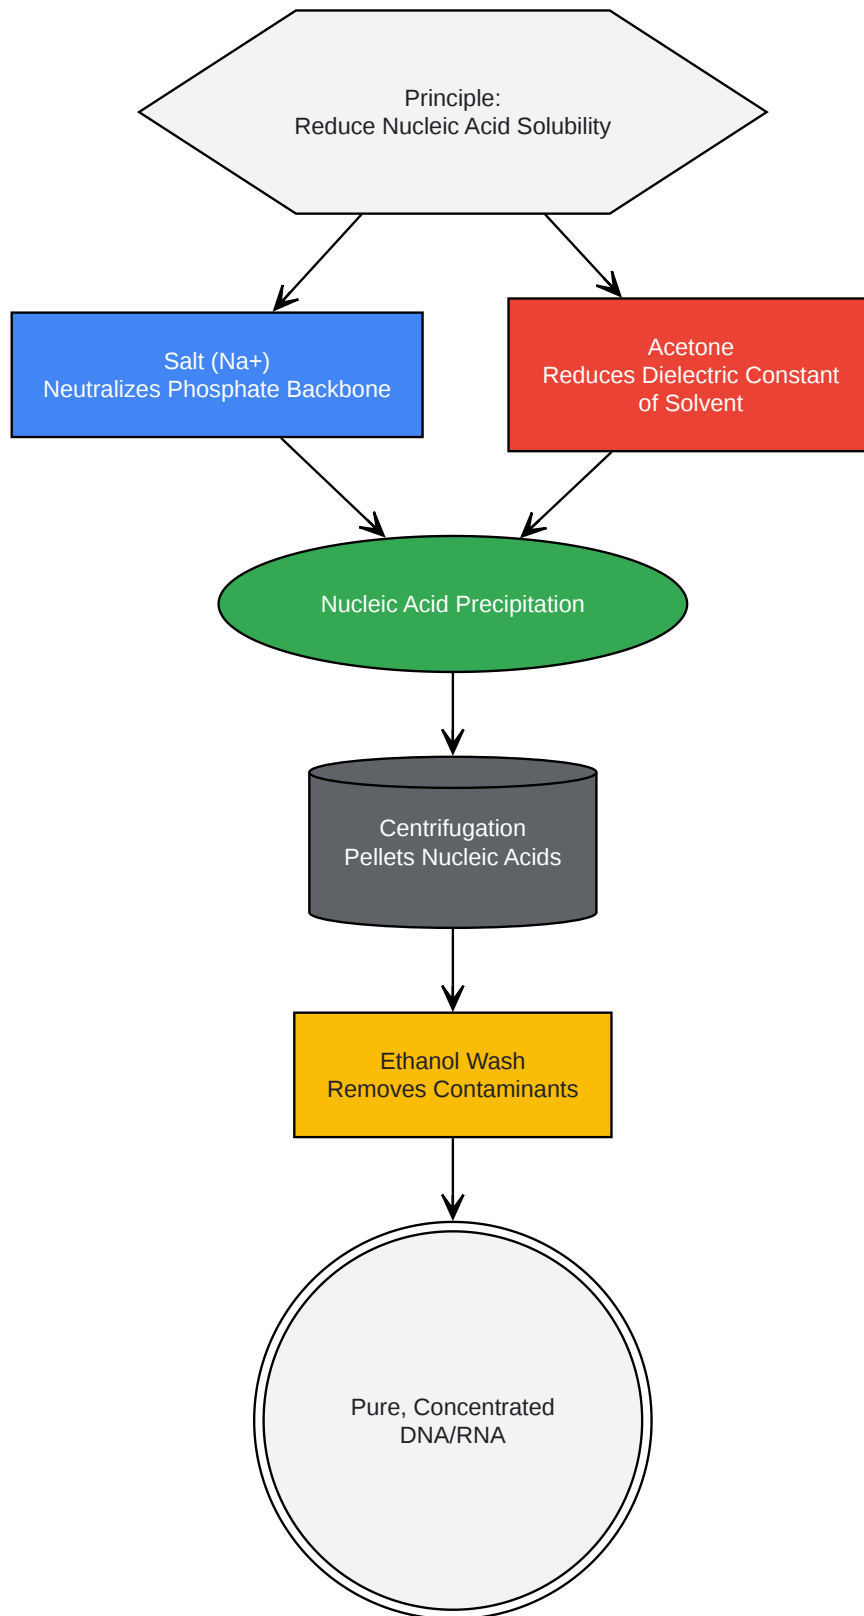 Principle:
Reduce Nucleic Acid Solubility
Salt (Na+)
Neutralizes Phosphate Backbone
Acetone
Reduces Dielectric Constant
of Solvent
Nucleic Acid Precipitation
Centrifugation
Pellets Nucleic Acids
Ethanol Wash
Removes Contaminants
Pure, Concentrated
DNA/RNA